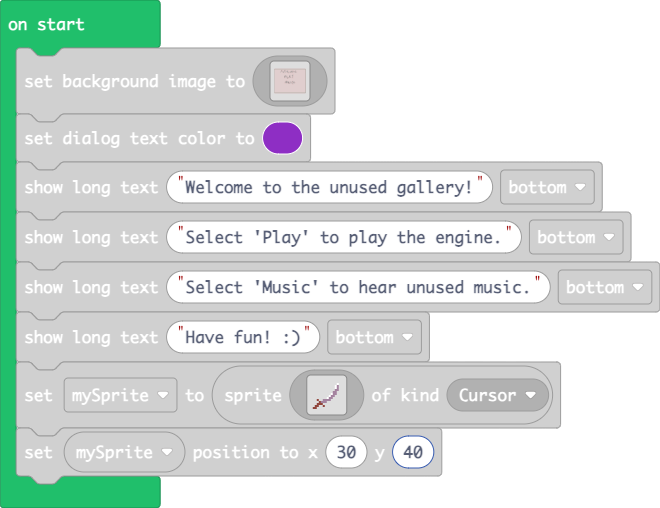 on start
set background image to
set dialog text color to
show long text "Welcome to the unused gallery!" bottom
show long text "Select 'Play' to play the engine." bottom
show long text "Select 'Music' to hear unused music." bottom
show long text "Have fun! :)" bottom
set mySprite to sprite of kind Cursor
set mySprite position to x 30 y 40